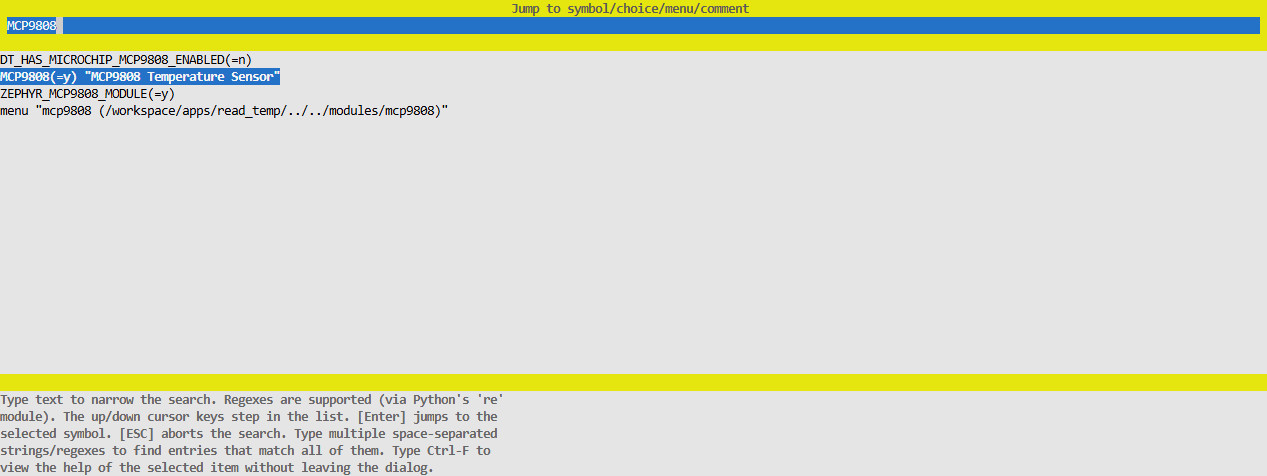 Jump to symbol/choice/menu/comment
MCP9808
DT_HAS_MICROCHIP_MCP9808_ENABLED(=n)
MCP9808(=y) "MCP9808 Temperature Sensor"
ZEPHYR_MCP9808_MODULE(=y)
menu "mcp9808 (/workspace/apps/read_temp/../../modules/mcp9808)"
Type text to narrow the search. Regexes are supported (via Python's 're'
module). The up/down cursor keys step in the list. [Enter] jumps to the
selected symbol. [ESC] aborts the search. Type multiple space-separated
strings/regexes to find entries that match all of them. Type Ctrl-F to
view the help of the selected item without leaving the dialog.